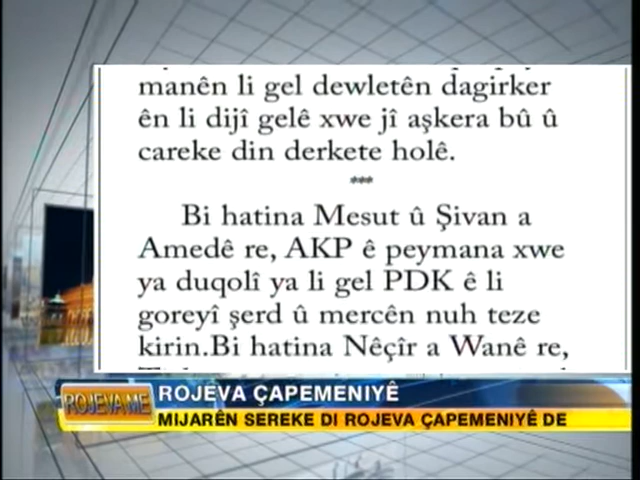 manên li gel dewletên dagirker
ên li dijî gelê xwe jî aşkera bû û
careke din derkete holê.
***
Bi hatina Mesut û Şivan a
Amedê re, AKP ê peymana xwe
ya duqolî ya li gel PDK ê li
goreyî şerd û mercên nuh teze
kirin.Bi hatina Nêçîr a Wanê re,
ROJEVA ME
ROJEVA ÇAPEMENIYÊ
MIJARÊN SEREKE DI ROJEVA ÇAPEMENIYÊ DE